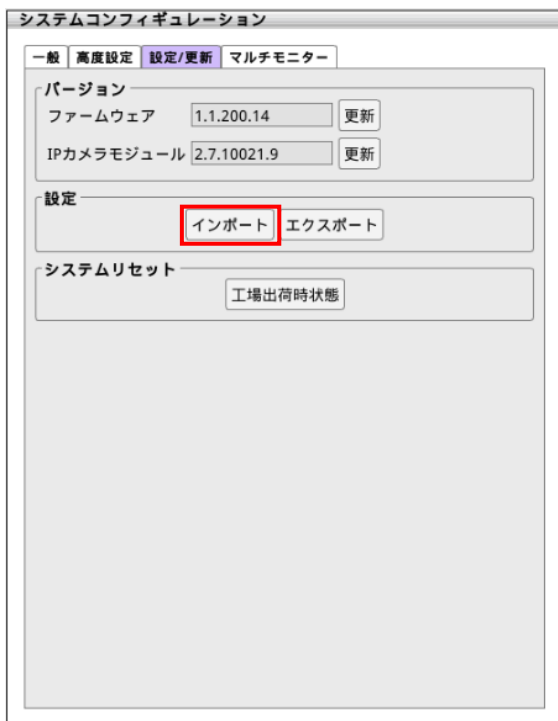 システムコンフィギュレーション
一般 高度設定 設定/更新 マルチモニター
バージョン
ファームウェア 1.1.200.14 更新
IPカメラモジュール 2.7.10021.9 更新
設定
インポート エクスポート
システムリセット
工場出荷時状態